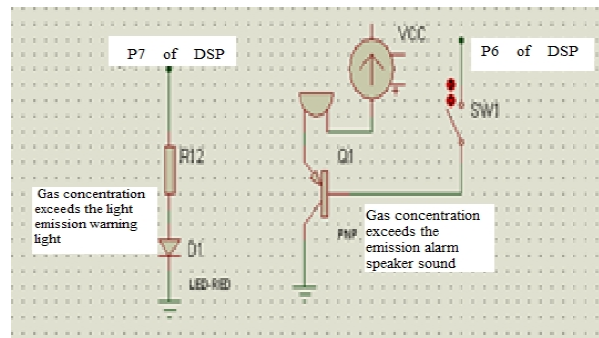 P7 of DSP
VCC
P6 of DSP
SW1
R12
Q1
Gas concentration
exceeds the light
emission warning
light
Gas concentration
exceeds the
emission alarm
speaker sound
PNP
D1
LED-RED